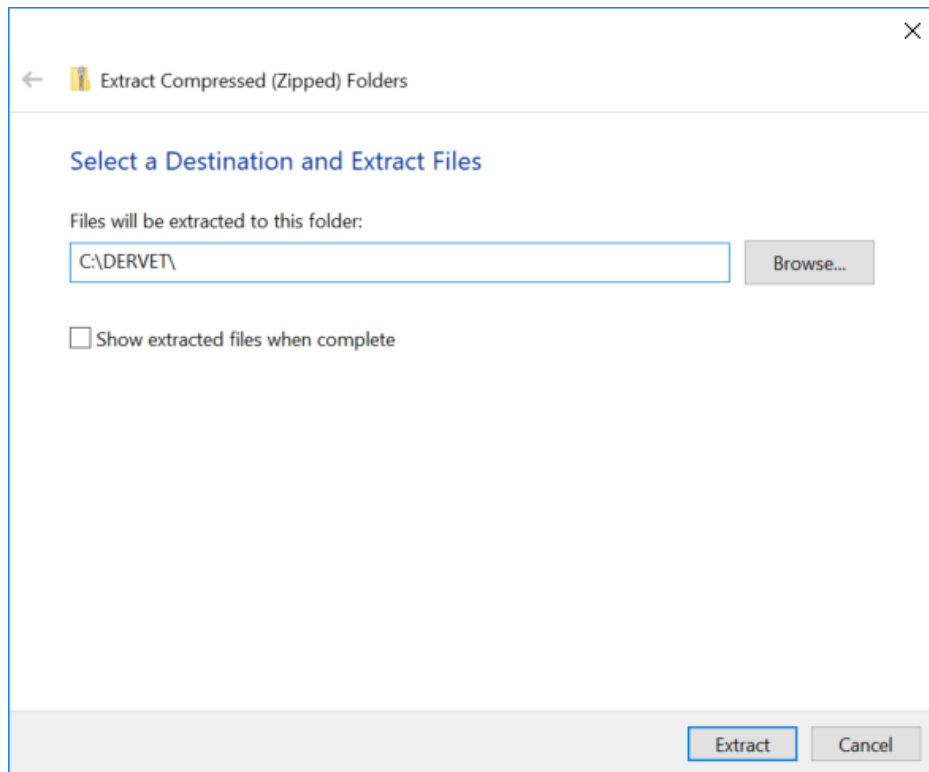 Extract Compressed (Zipped) Folders
Select a Destination and Extract Files
Files will be extracted to this folder:
C:\DERVET\
Browse...
Show extracted files when complete
Extract
Cancel